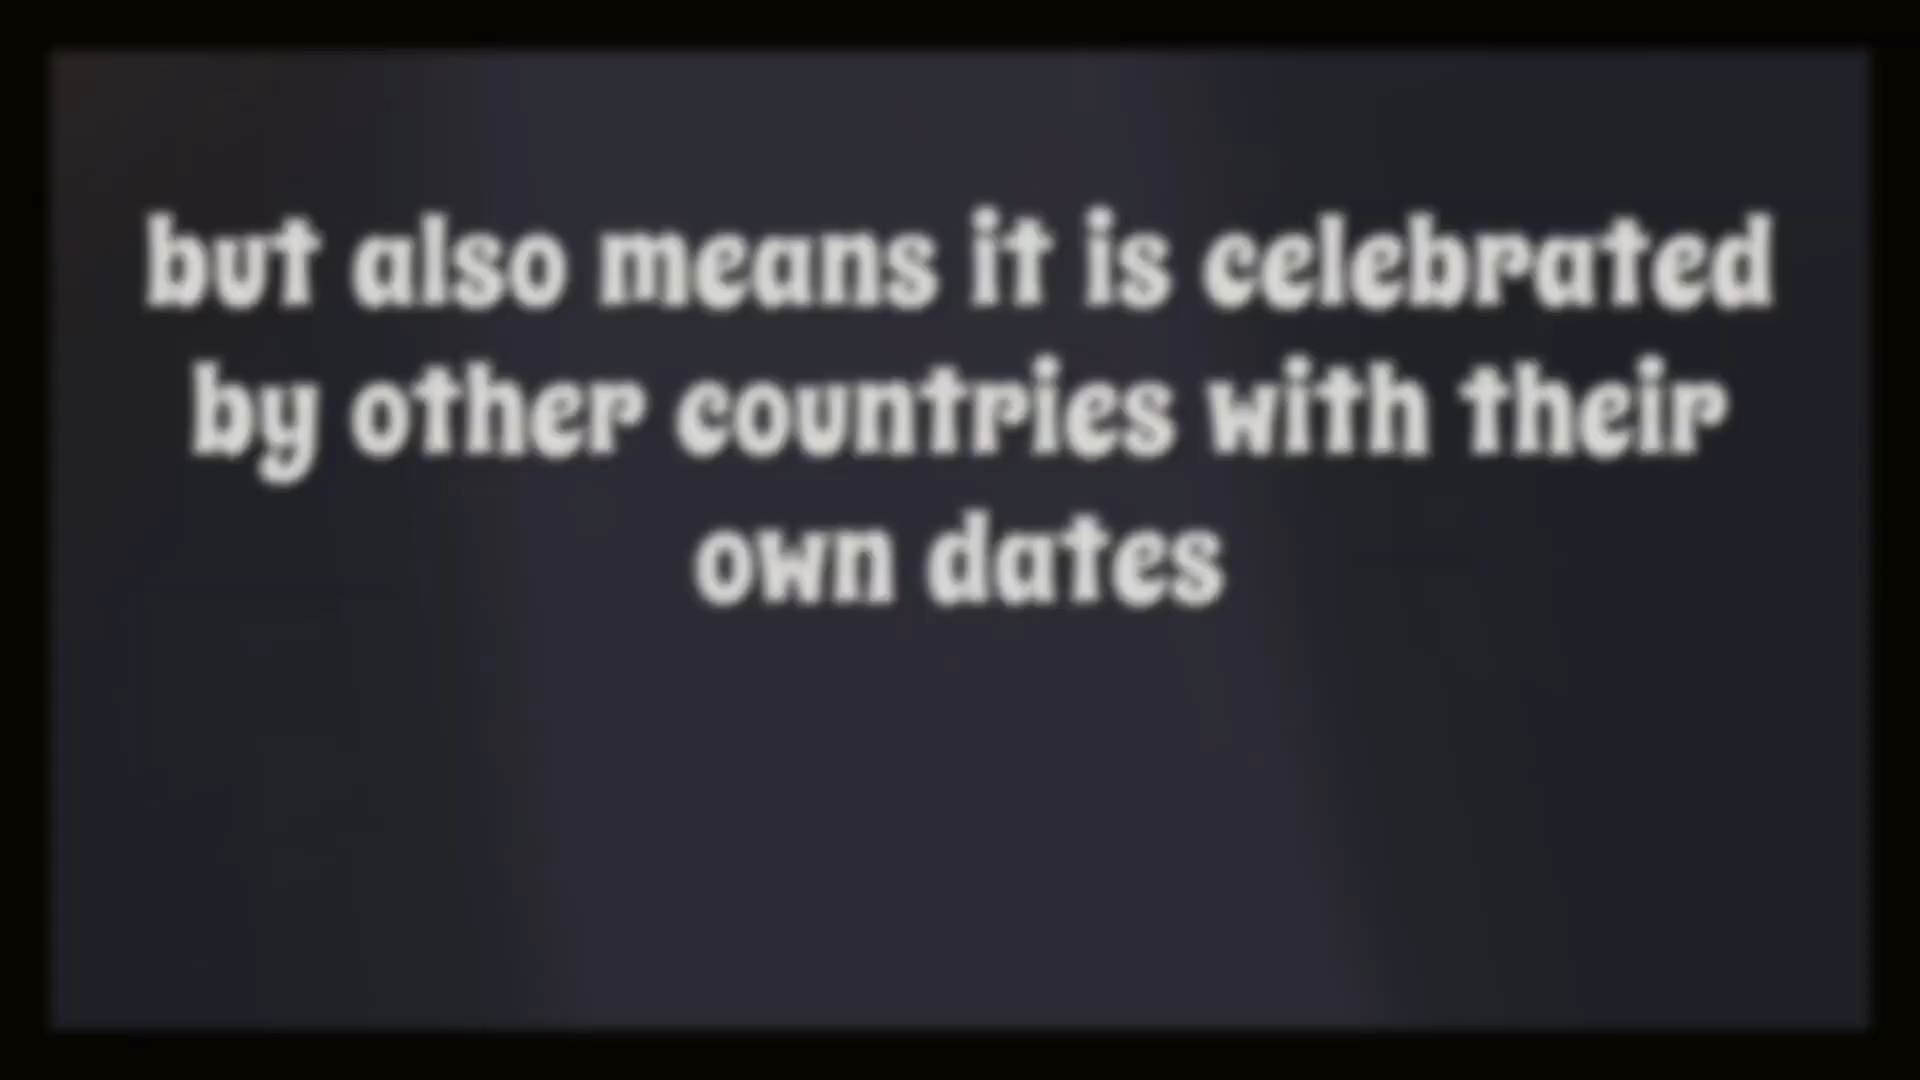 but also means it is celebrated
by other countries with their
own dates